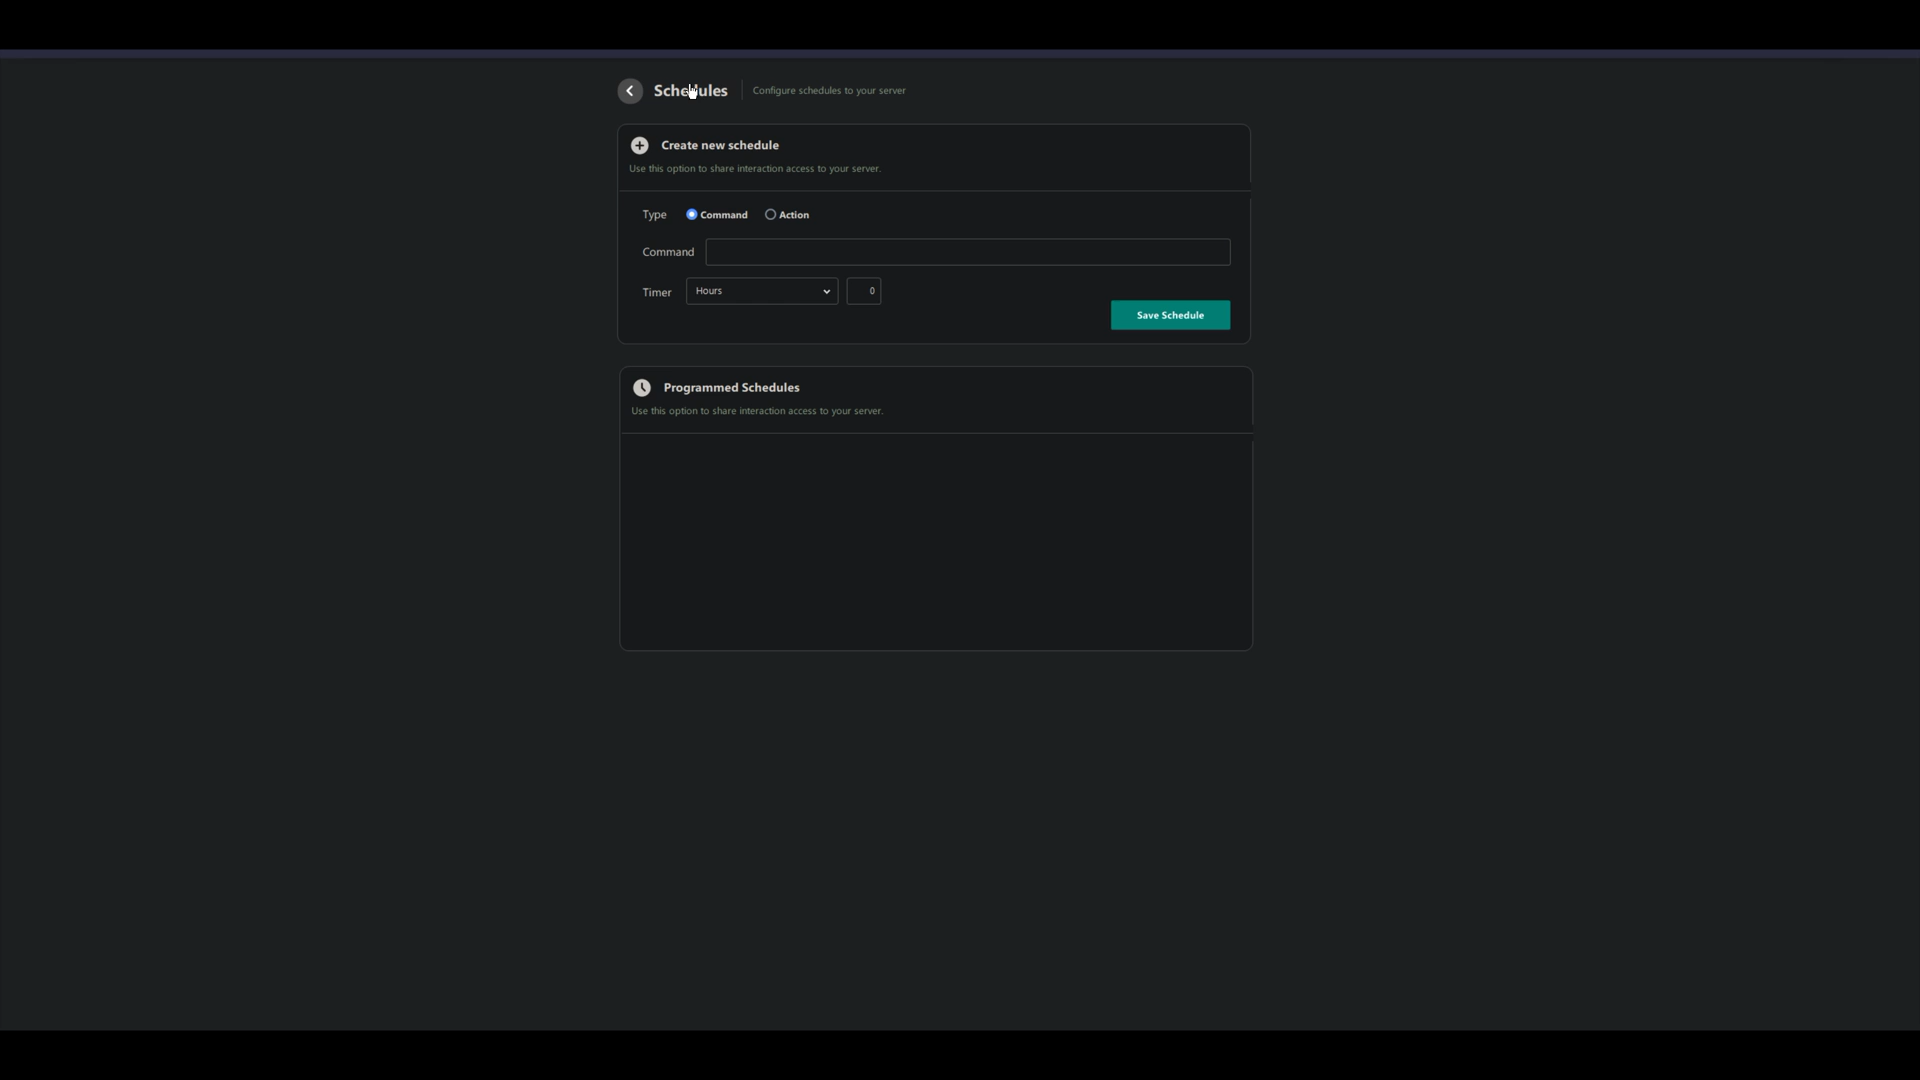 Schedules
Configure schedules to your server
Create new schedule
Use this option to share interaction access to your server.
Type Command Action
Command
Timer Hours 0
Save Schedule
Programmed Schedules
Use this option to share interaction access to your server.